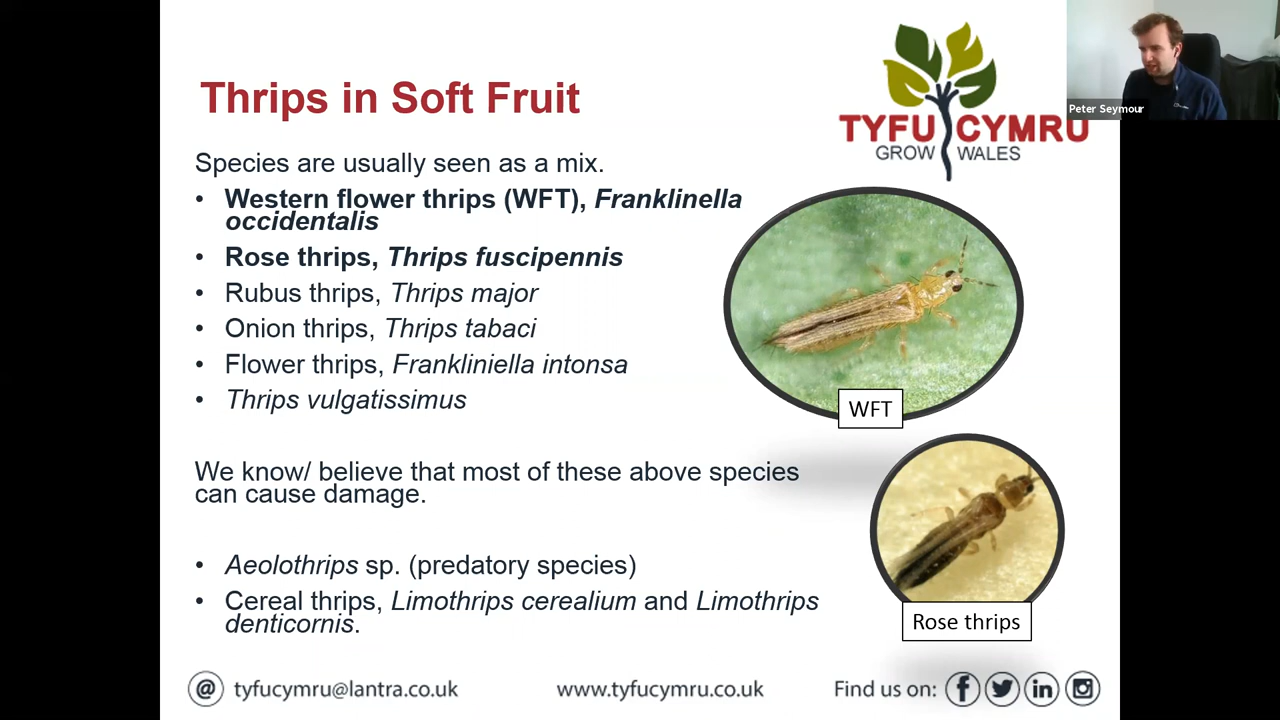 Thrips in Soft Fruit
TYFU CYMRU
GROW WALES
Peter Seymour
Species are usually seen as a mix.
• Western flower thrips (WFT), Franklinella
occidentalis
• Rose thrips, Thrips fuscipennis
• Rubus thrips, Thrips major
• Onion thrips, Thrips tabaci
• Flower thrips, Frankliniella intonsa
• Thrips vulgatissimus
WFT
We know/ believe that most of these above species
can cause damage.
• Aeolothrips sp. (predatory species)
• Cereal thrips, Limothrips cerealium and Limothrips
denticornis.
Rose thrips
@ tyfucymru@lantra.co.uk
www.tyfucymru.co.uk
Find us on: